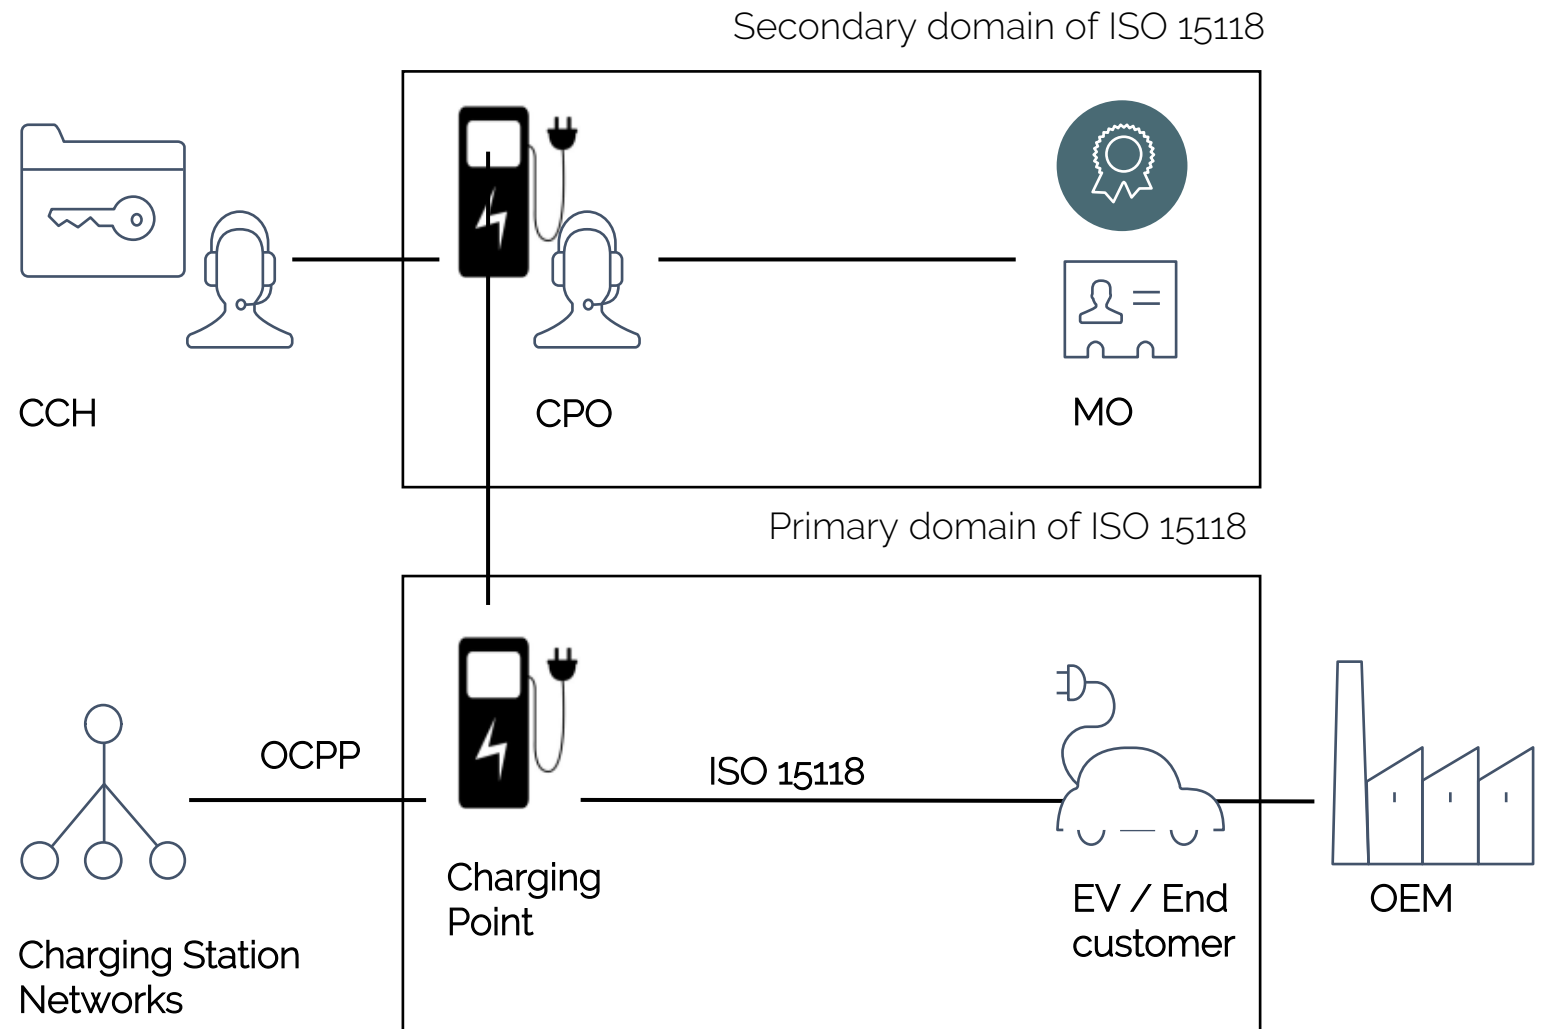 Secondary domain of ISO 15118
CCH
CPO
MO
Primary domain of ISO 15118
OCPP
ISO 15118
Charging
Point
EV / End
customer
OEM
Charging Station
Networks